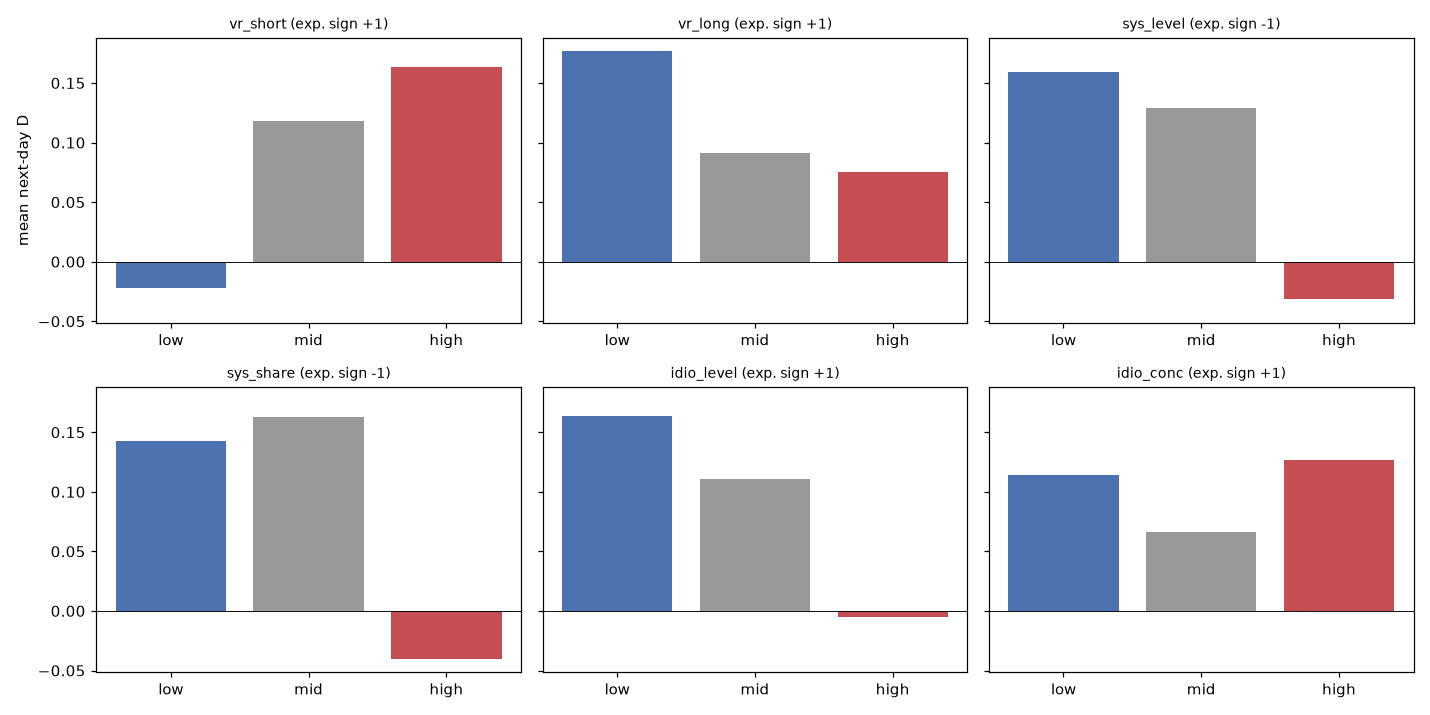 vr_short (exp. sign +1)
vr_long (exp. sign +1)
sys_level (exp. sign -1)
mean next-day D
0.15
0.10
0.05
0.00
−0.05
low mid high
low mid high
low mid high
sys_share (exp. sign -1)
idio_level (exp. sign +1)
idio_conc (exp. sign +1)
0.15
0.10
0.05
0.00
−0.05
low mid high
low mid high
low mid high